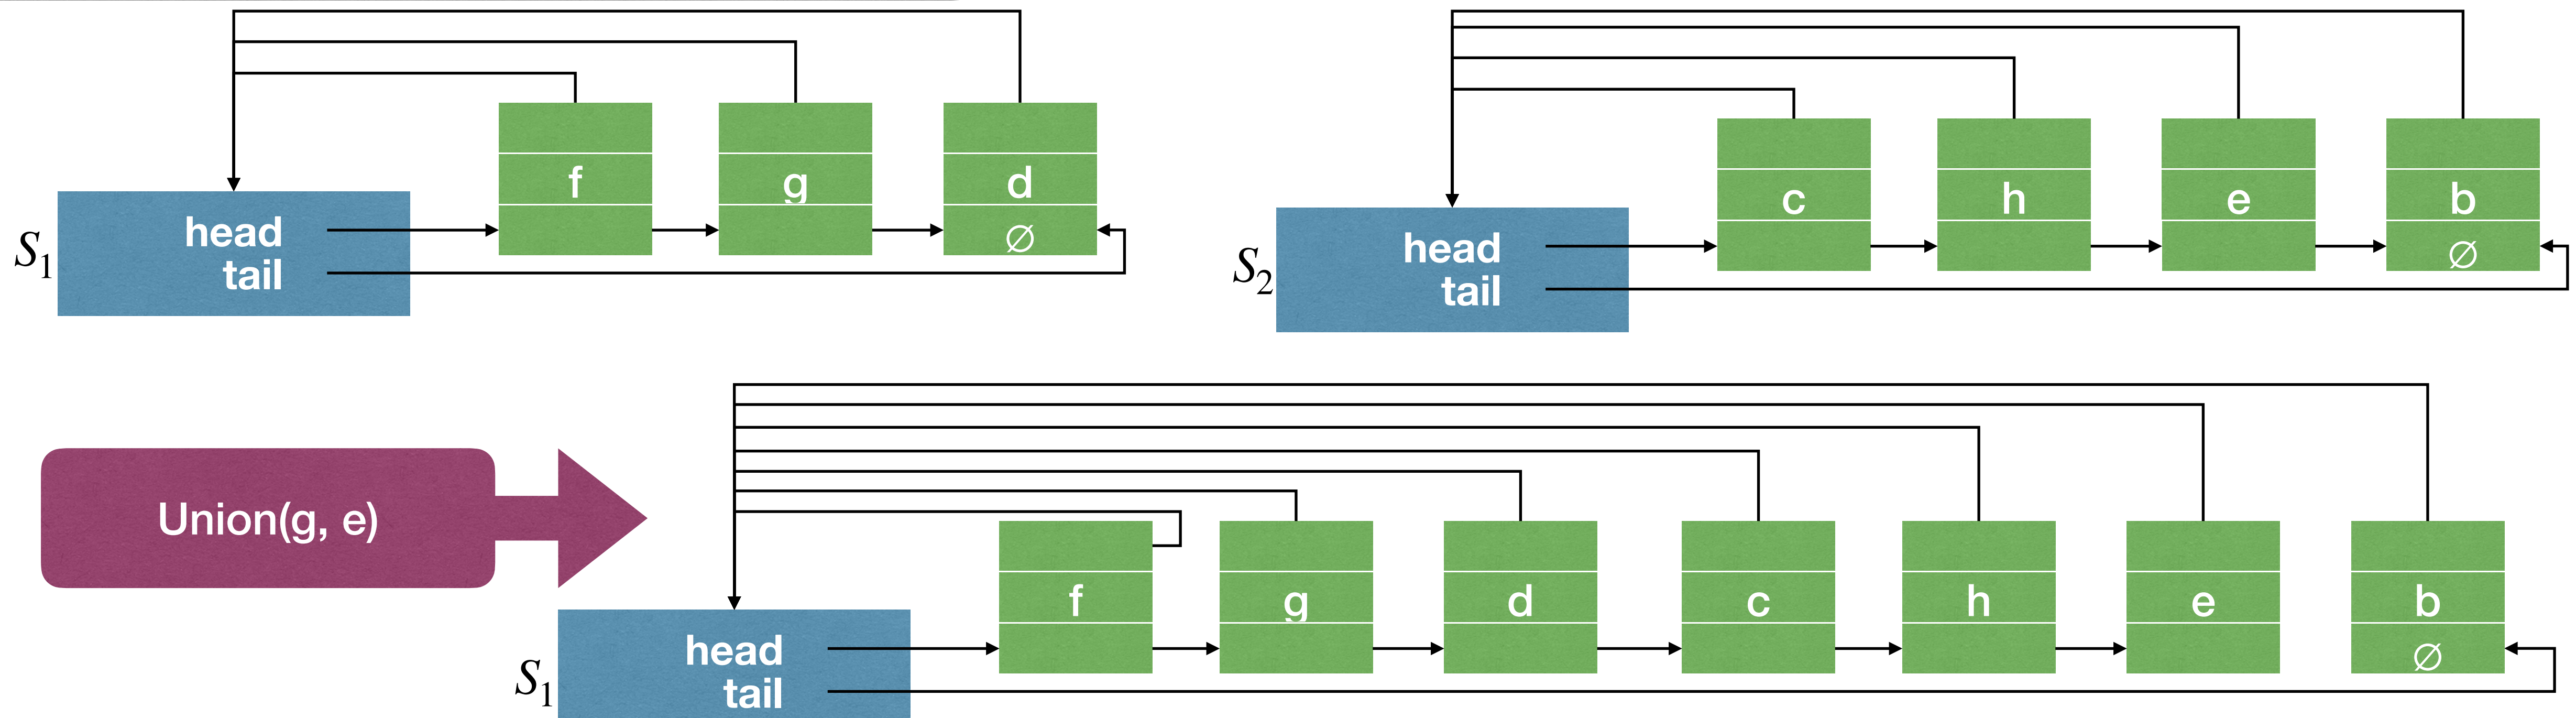 f
g
d
∅
S1
head
tail
c
h
e
b
∅
S2
head
tail
Union(g, e)
f
g
d
c
h
e
b
∅
S1
head
tail